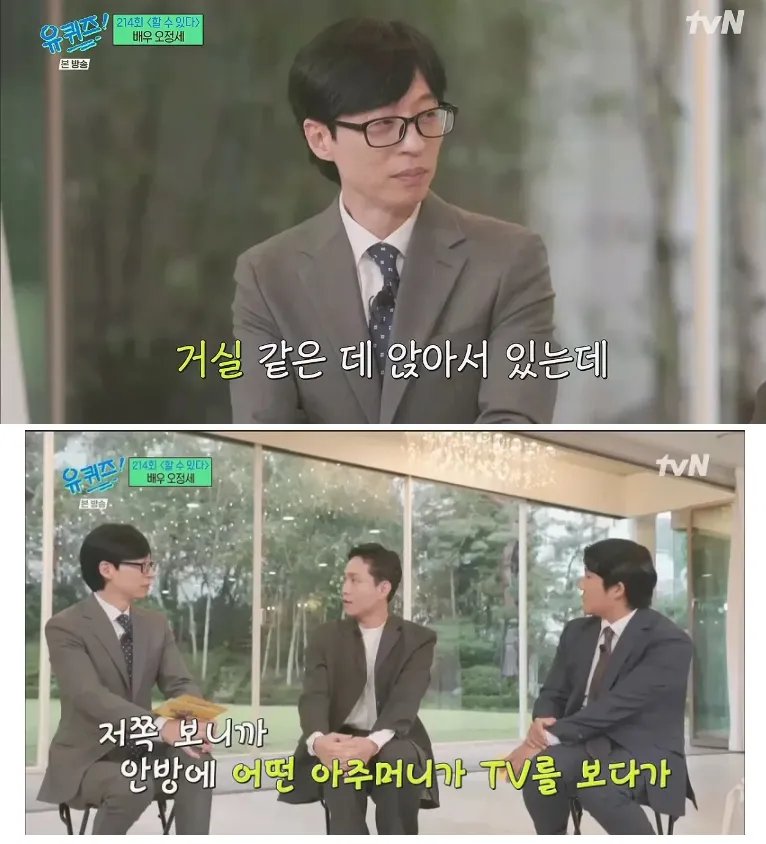 유퀴즈!
본 방송
214회 <할 수 있다>
배우 오정세
tvN
거실 같은 데 앉아서 있는데
유퀴즈!
본 방송
214회 <할 수 있다>
배우 오정세
tvN
저쪽 보니까
안방에 어떤 아주머니가 TV를 보다가